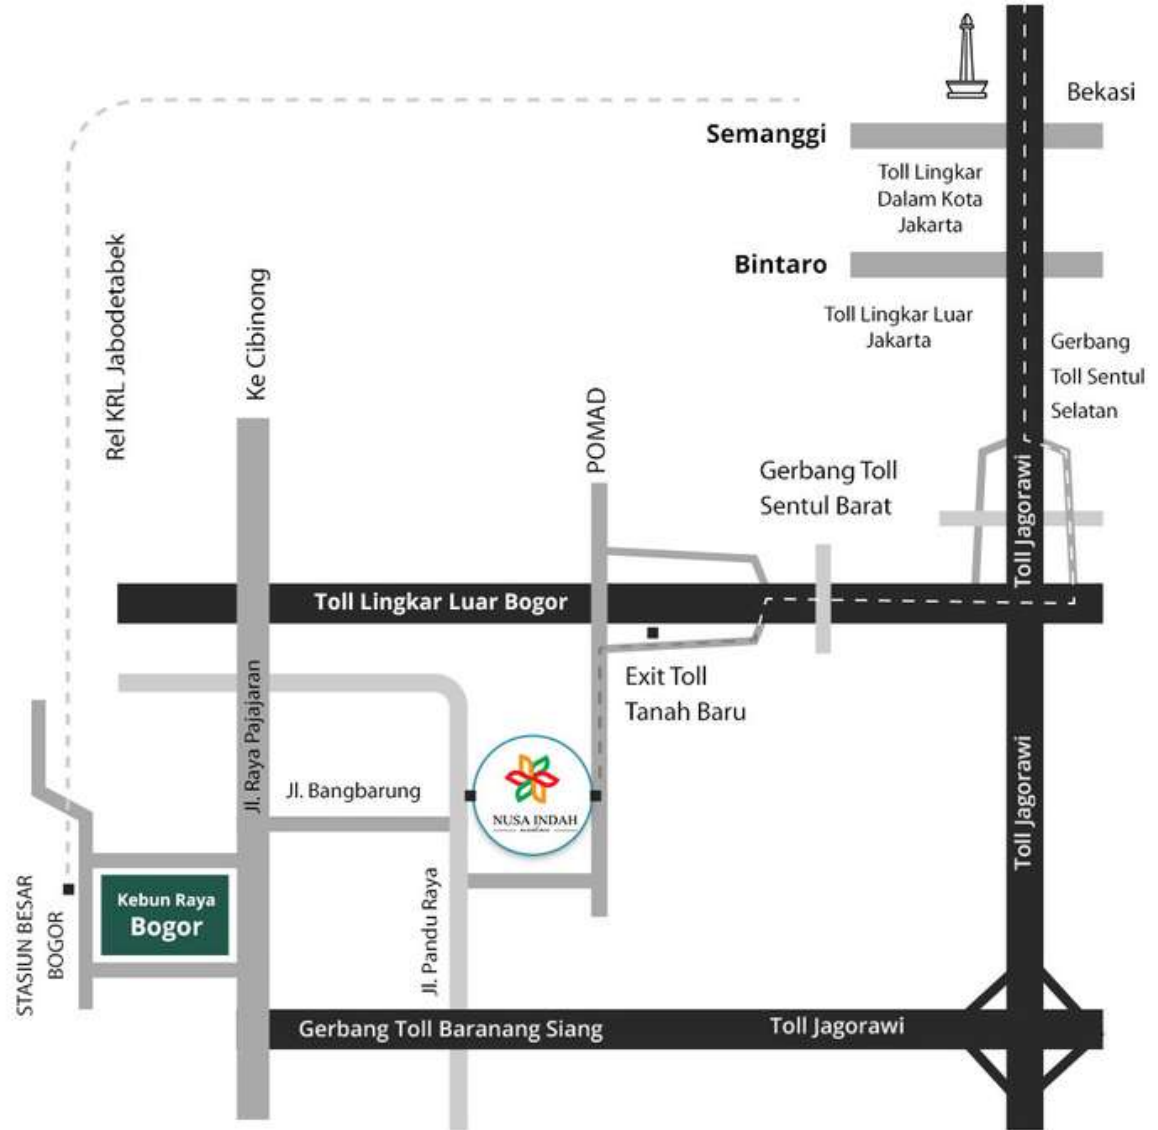 Bekasi
Semanggi
Toll Lingkar
Dalam Kota
Jakarta
Bintaro
Toll Lingkar Luar
Jakarta
Gerbang
Toll Sentul
Selatan
Rel KRL Jabodetabek
Ke Cibinong
POMAD
Gerbang Toll
Sentul Barat
Toll Jagorawi
Toll Lingkar Luar Bogor
Exit Toll
Tanah Baru
Jl. Raya Pajajaran
Jl. Bangbarung
NUSA INDAH
Toll Jagorawi
Kebun Raya
Bogor
STASIUN BESAR
BOGOR
Jl. Pandu Raya
Gerbang Toll Baranang Siang
Toll Jagorawi